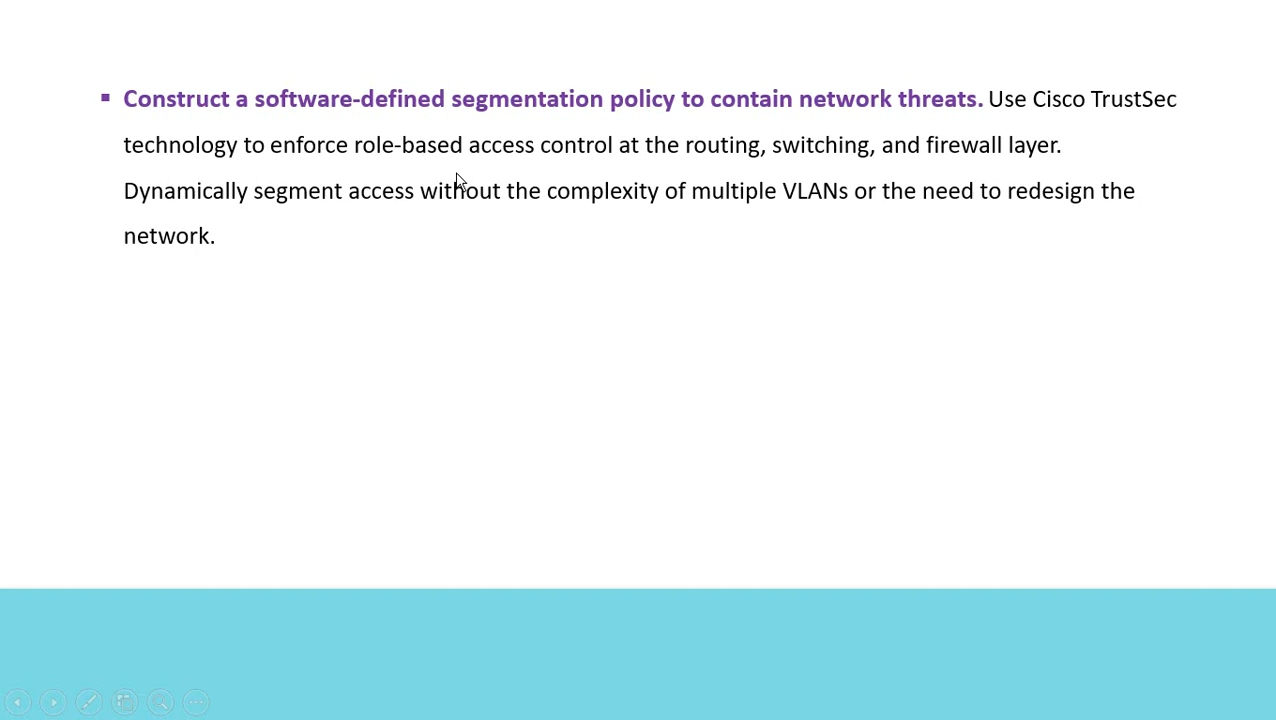 ▪ Construct a software-defined segmentation policy to contain network threats. Use Cisco TrustSec
technology to enforce role-based access control at the routing, switching, and firewall layer.
Dynamically segment access without the complexity of multiple VLANs or the need to redesign the
network.